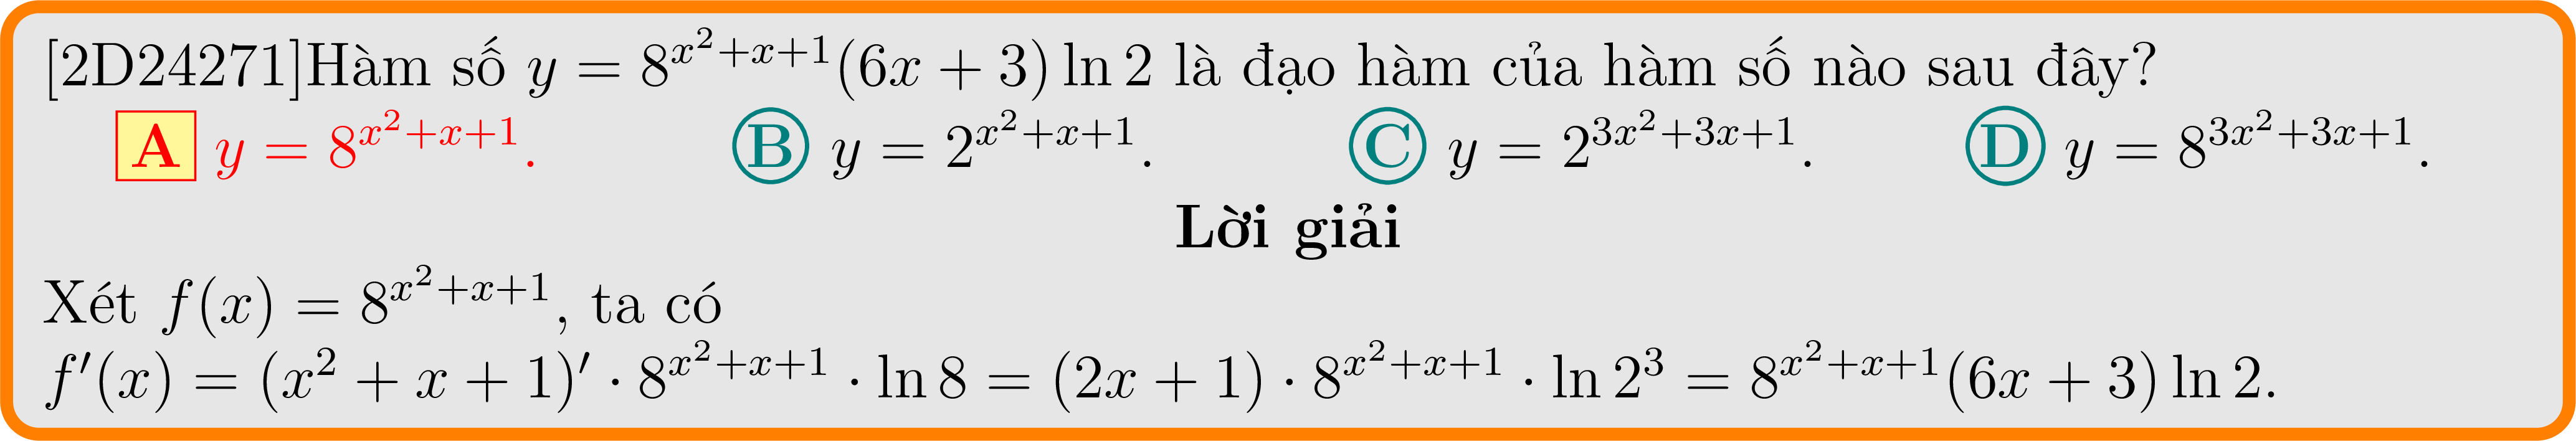 [2D24271]Hàm số $y = 8^{x^2+x+1}(6x + 3) \ln 2$ là đạo hàm của hàm số nào sau đây?
A $y = 8^{x^2+x+1}$. B $y = 2^{x^2+x+1}$. C $y = 2^{3x^2+3x+1}$. D $y = 8^{3x^2+3x+1}$.
Lời giải
Xét $f(x) = 8^{x^2+x+1}$, ta có
$f'(x) = (x^2 + x + 1)' \cdot 8^{x^2+x+1} \cdot \ln 8 = (2x + 1) \cdot 8^{x^2+x+1} \cdot \ln 2^3 = 8^{x^2+x+1}(6x + 3) \ln 2$.